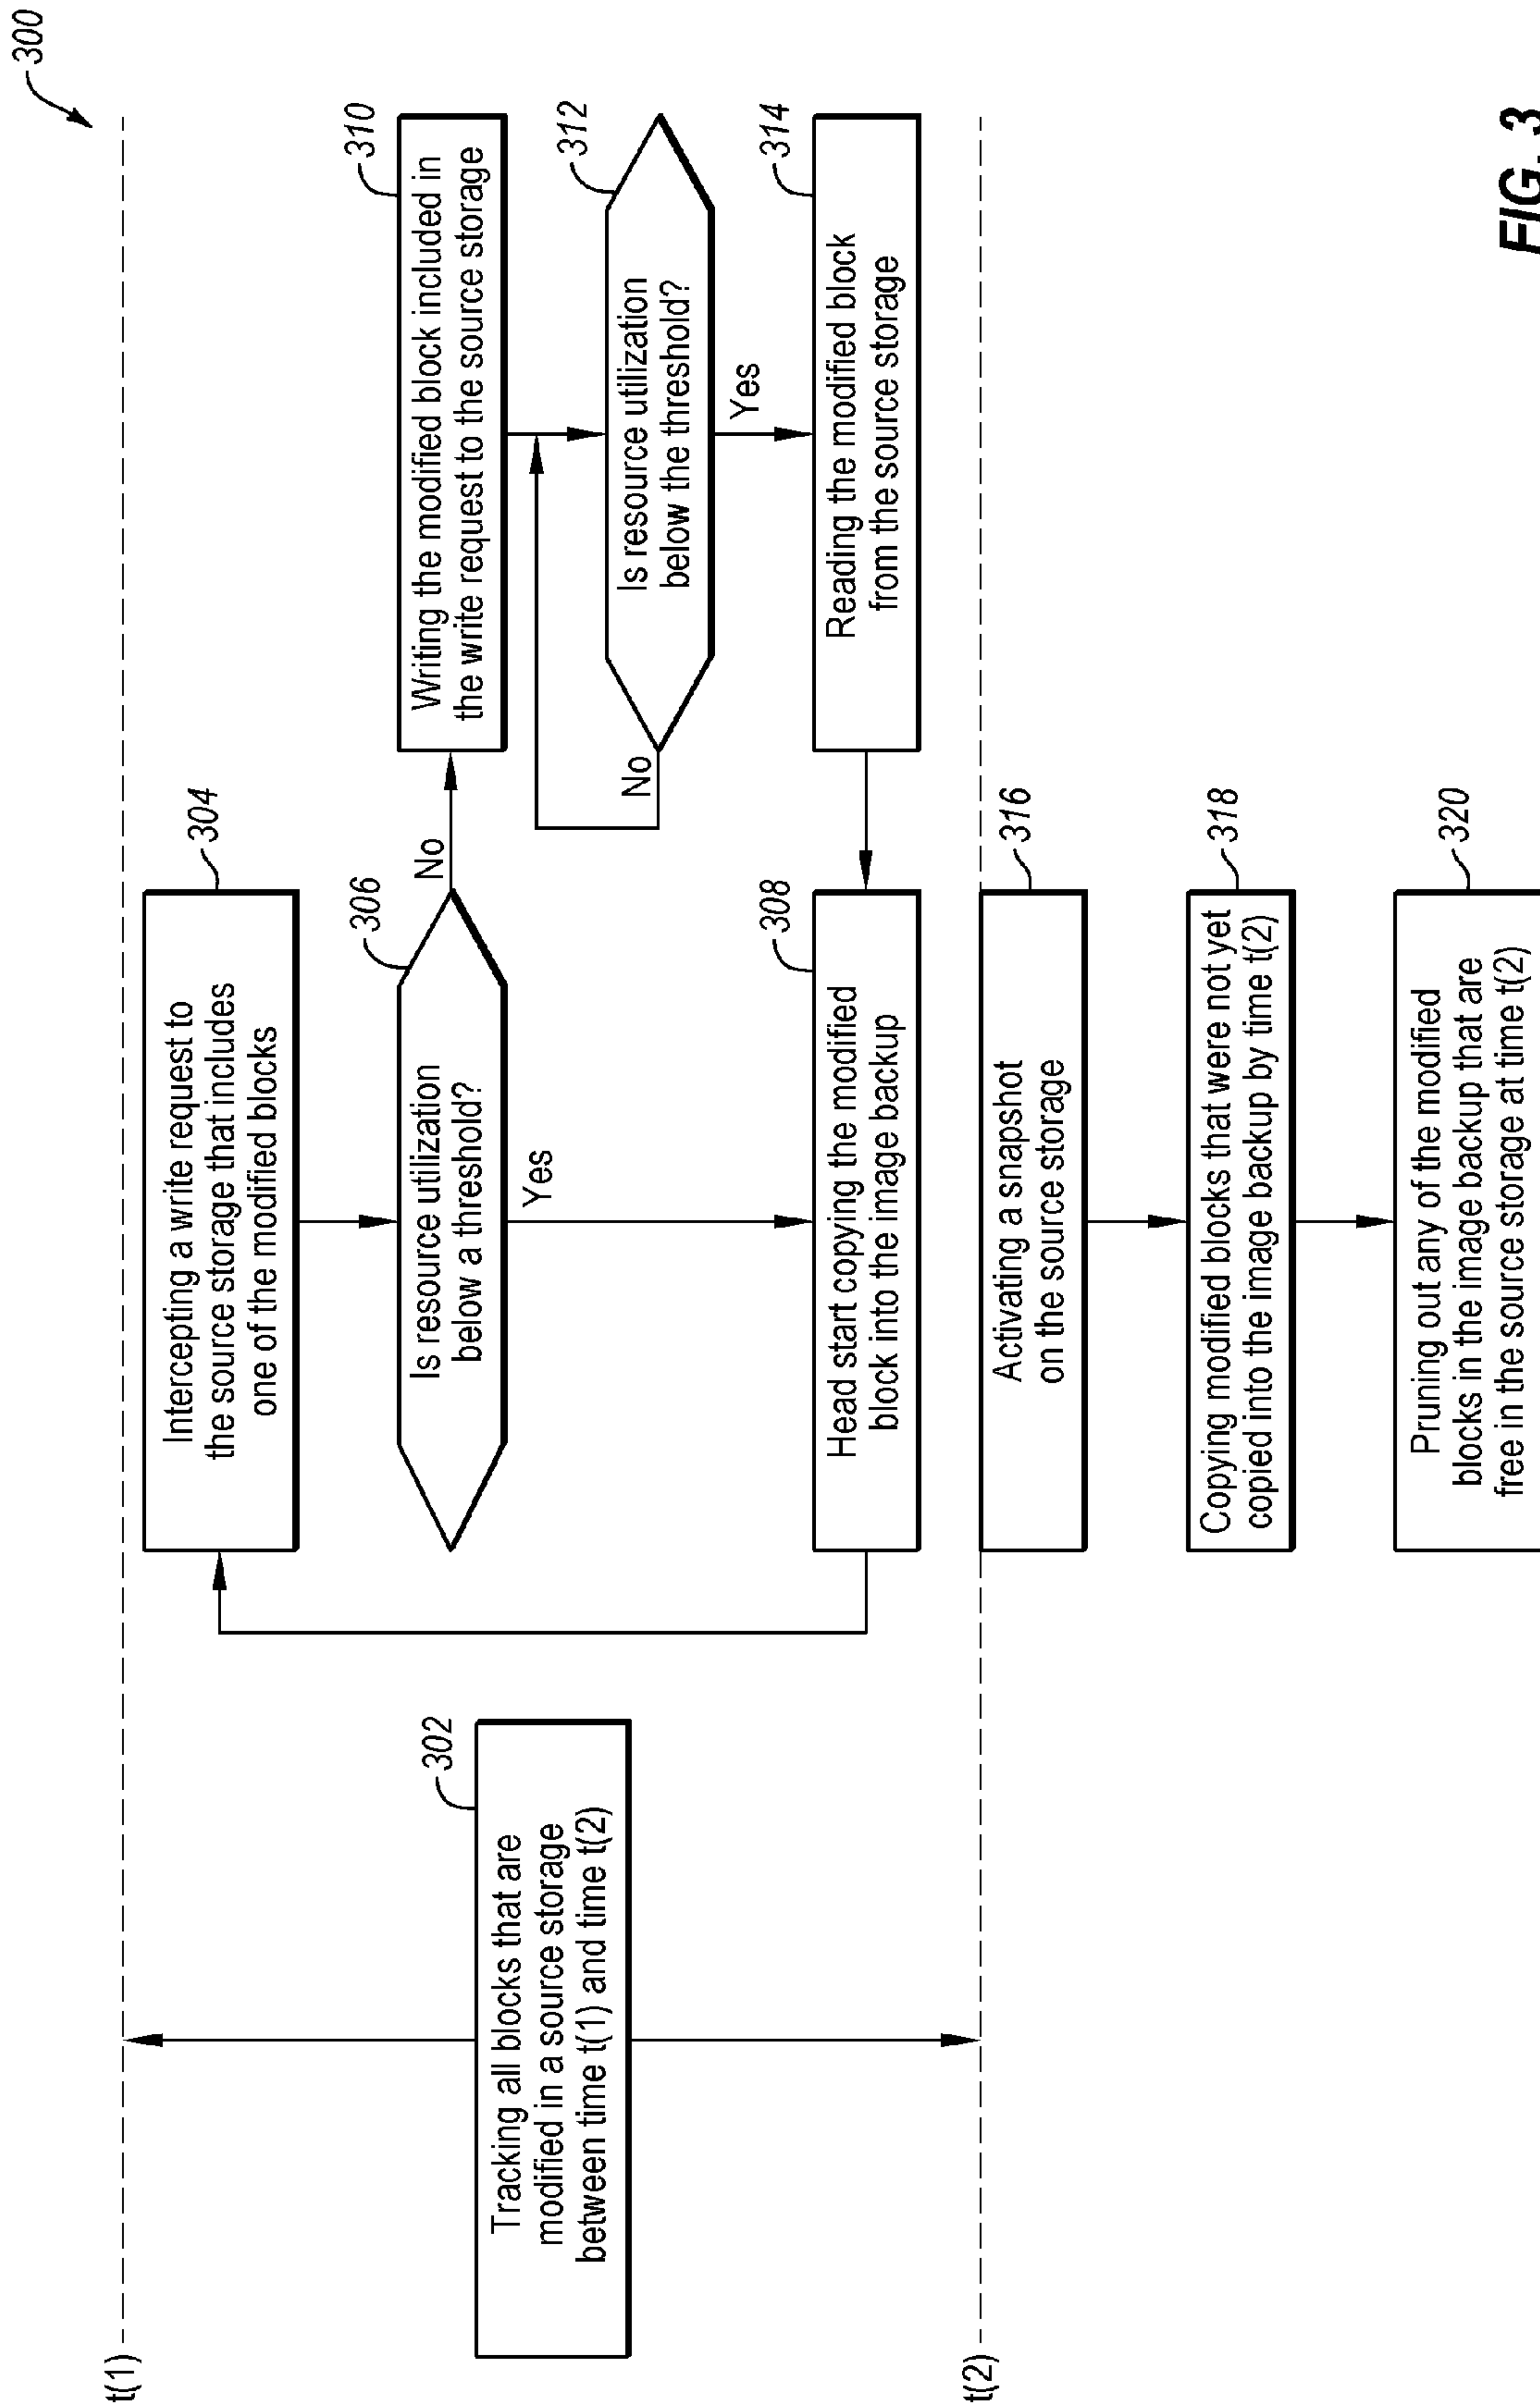 300
t(1)
Intercepting a write request to
the source storage that includes
one of the modified blocks
304
Tracking all blocks that are
modified in a source storage
between time t(1) and time t(2)
302
Is resource utilization
below a threshold?
306
No
Yes
Writing the modified block included in
the write request to the source storage
310
Is resource utilization
below the threshold?
312
No
Yes
Reading the modified block
from the source storage
314
Head start copying the modified
block into the image backup
308
t(2)
Activating a snapshot
on the source storage
316
Copying modified blocks that were not yet
copied into the image backup by time t(2)
318
Pruning out any of the modified
blocks in the image backup that are
free in the source storage at time t(2)
320
FIG. 3